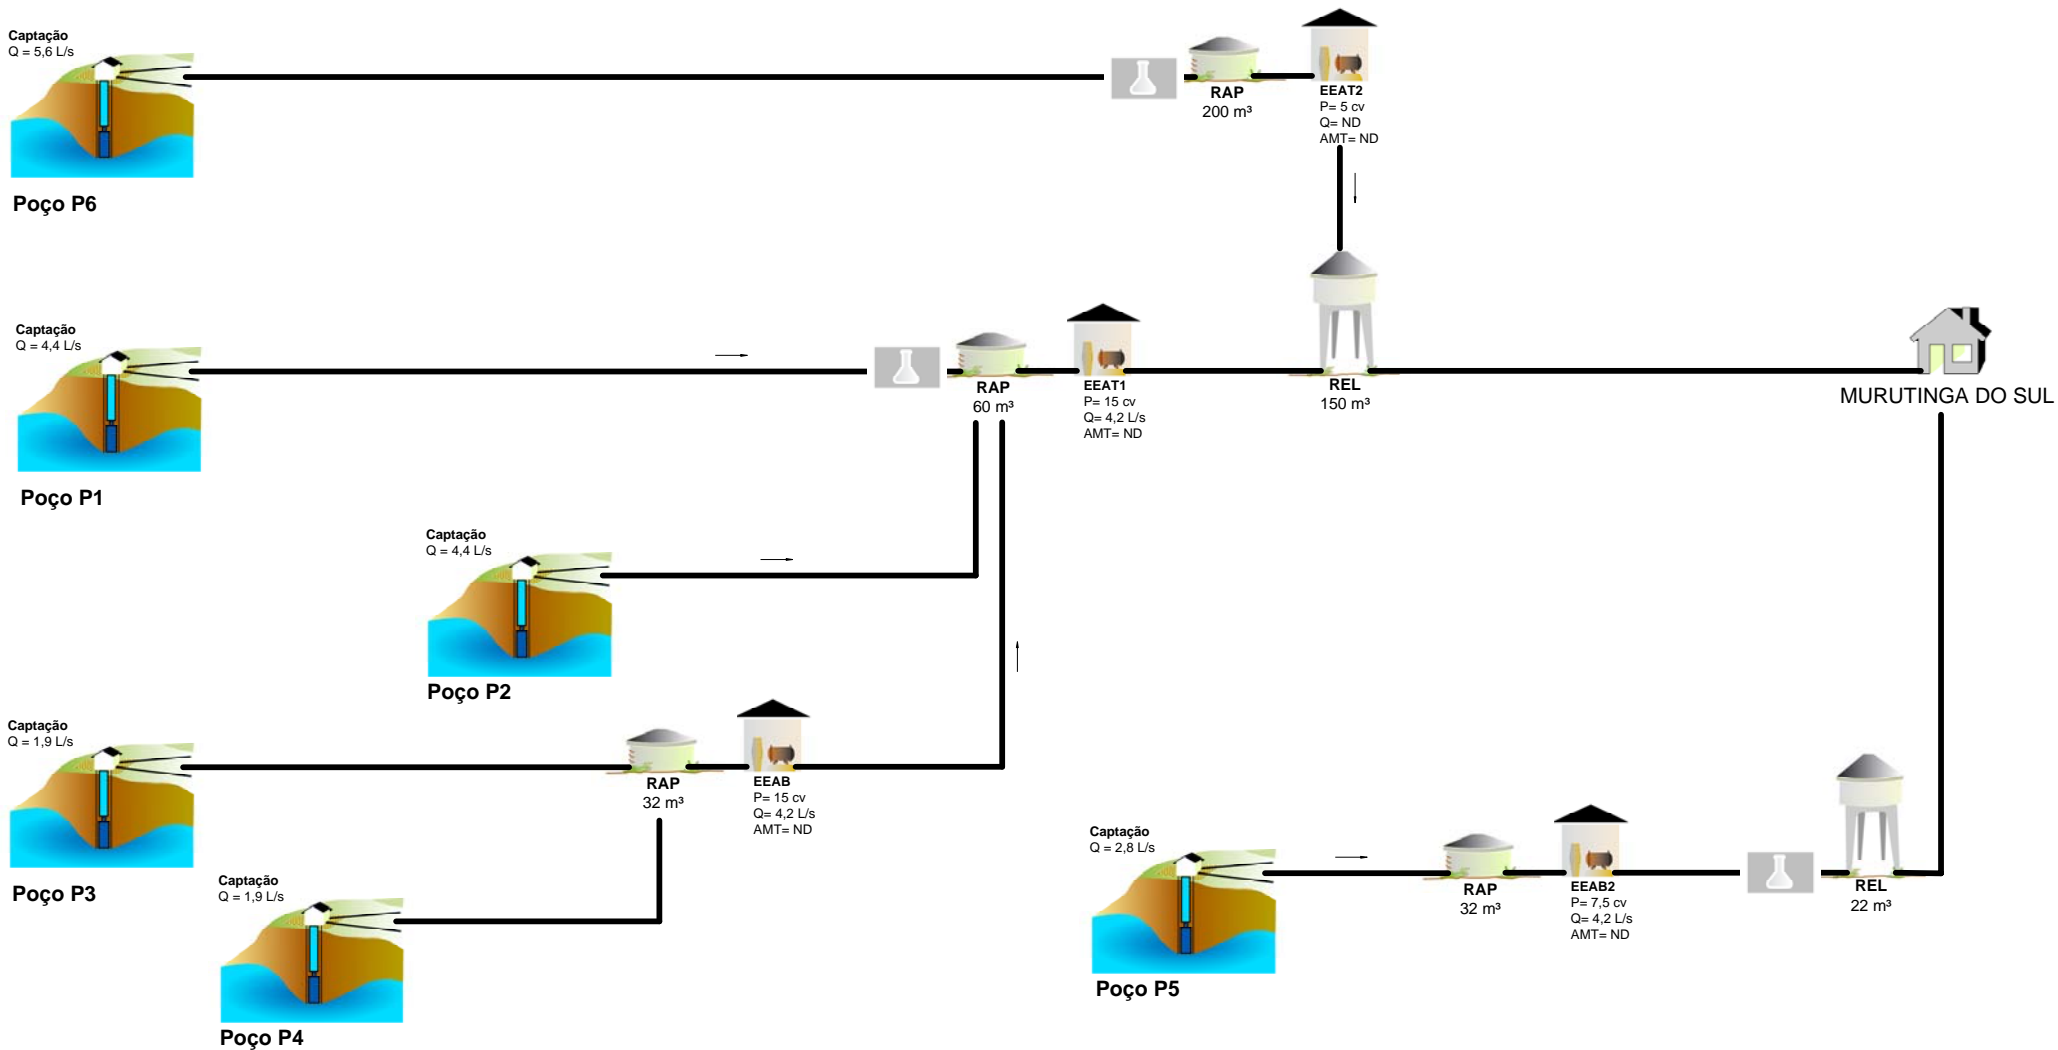 Captação
Q = 5,6 L/s
Poço P6
RAP
200 m³
EEAT2
P= 5 cv
Q= ND
AMT= ND
Captação
Q = 4,4 L/s
Poço P1
RAP
60 m³
EEAT1
P= 15 cv
Q= 4,2 L/s
AMT= ND
REL
150 m³
MURUTINGA DO SUL
Captação
Q = 4,4 L/s
Poço P2
Captação
Q = 1,9 L/s
Poço P3
RAP
32 m³
EEAB
P= 15 cv
Q= 4,2 L/s
AMT= ND
Captação
Q = 1,9 L/s
Poço P4
Captação
Q = 2,8 L/s
Poço P5
RAP
32 m³
EEAB2
P= 7,5 cv
Q= 4,2 L/s
AMT= ND
REL
22 m³